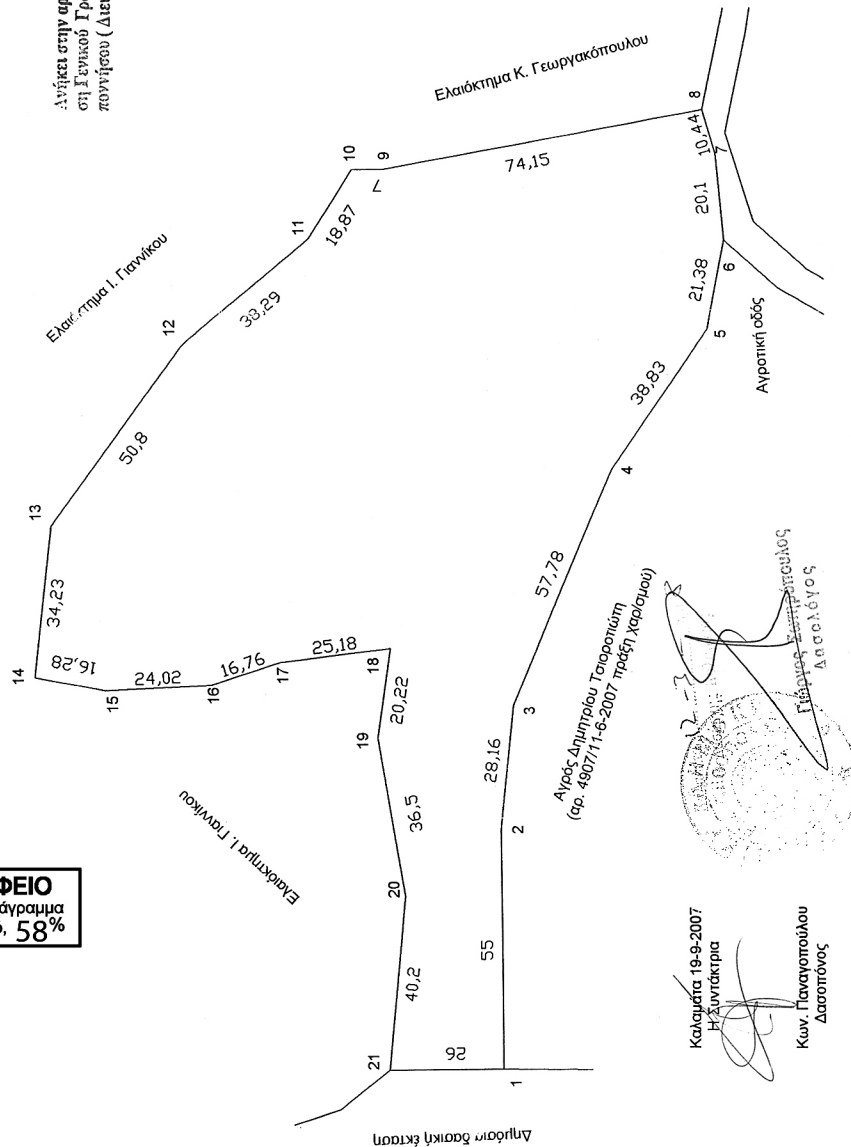 Ανήκει στην
ση Γενικού
ποννήσου
Ελαιόκτημα Κ. Γεωργακόπουλου
Ελαιόκτημα Ι. Γιαννίκου
Ελαιόκτημα Ι. Γιαννίκου
14
13
12
11
10
9
8
7
6
5
4
3
2
1
21
20
19
18
17
16
15
34,23
50,8
38,29
18,87
7
74,15
10,44
20,1
21,38
38,83
57,78
28,16
55
26
40,2
36,5
20,22
25,18
16,76
24,02
16,28
Αγροτική οδός
Αγρός Δημητρίου Τσιοροπιώτη
(αρ. 4907/11-6-2007 πράξη χαρ/σμού)
Δημόσια δασική έκταση
Καλαμάτα 19-9-2007
Η Συντάκτρια
Κων. Παναγοπούλου
Δασοπόνος
Δασολόγος
ΦΕΙΟ
άγραμμα
58%